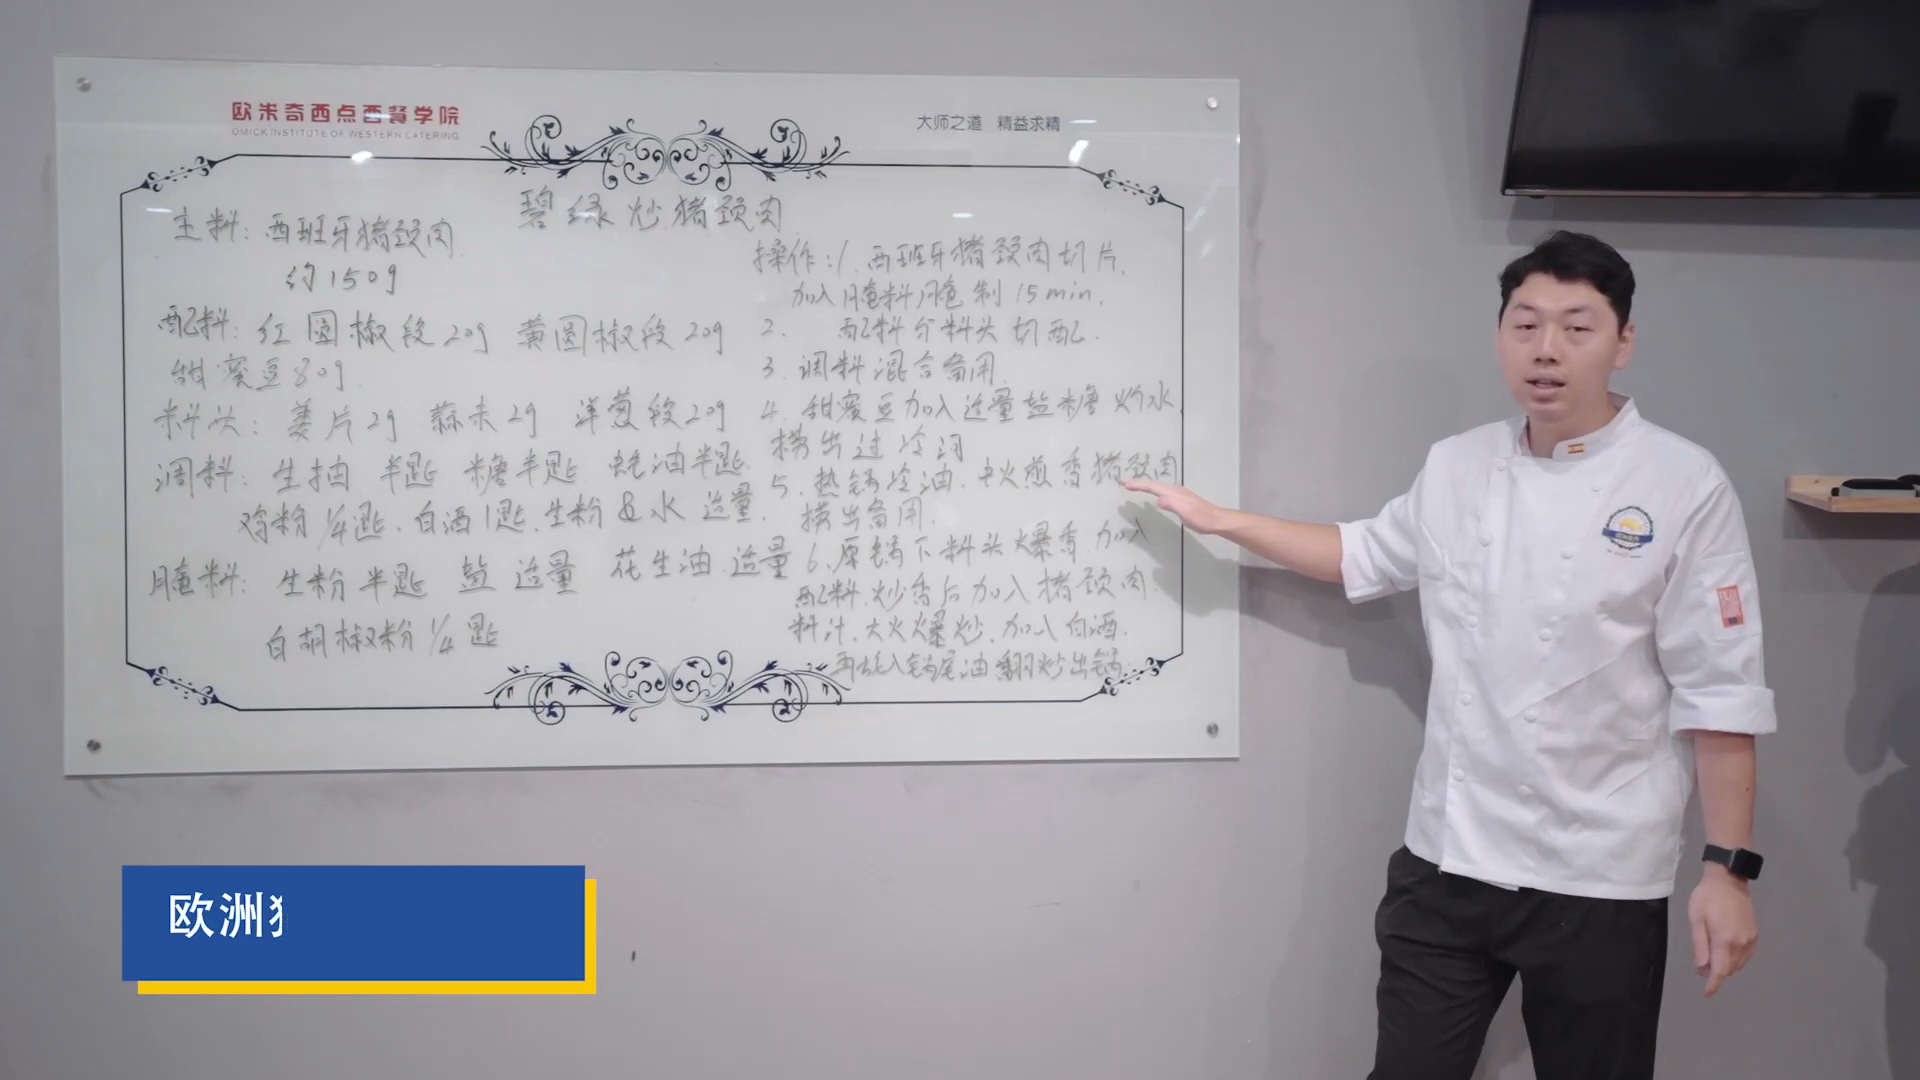 欧米奇西点西餐学院
OMICK INSTITUTE OF WESTERN CATERING
大师之道 精益求精
碧绿炒猪颈肉
主料：西班牙猪颈肉
约150g
配料：红圆椒段20g 黄圆椒段20g
甜蜜豆80g
料头：姜片2g 蒜末2g 洋葱段20g
调料：生抽半匙 糖半匙 蚝油半匙
鸡粉1/4匙、白酒1匙、生粉&水 适量
腌料：生粉半匙 盐 适量 花生油 适量
白胡椒粉1/4匙
操作：1. 西班牙猪颈肉切片，
加入腌料腌制15min.
2. 配料分料头切配.
3. 调料混合备用
4. 甜蜜豆加入适量盐糖 灼水
捞出过冷河
5. 热锅冷油、中火煎香猪颈肉
捞出备用.
6. 原锅下料头爆香、加入
配料、炒香后加入猪颈肉
料汁、大火爆炒、加入白酒.
锅尾油翻炒出锅.
欧洲